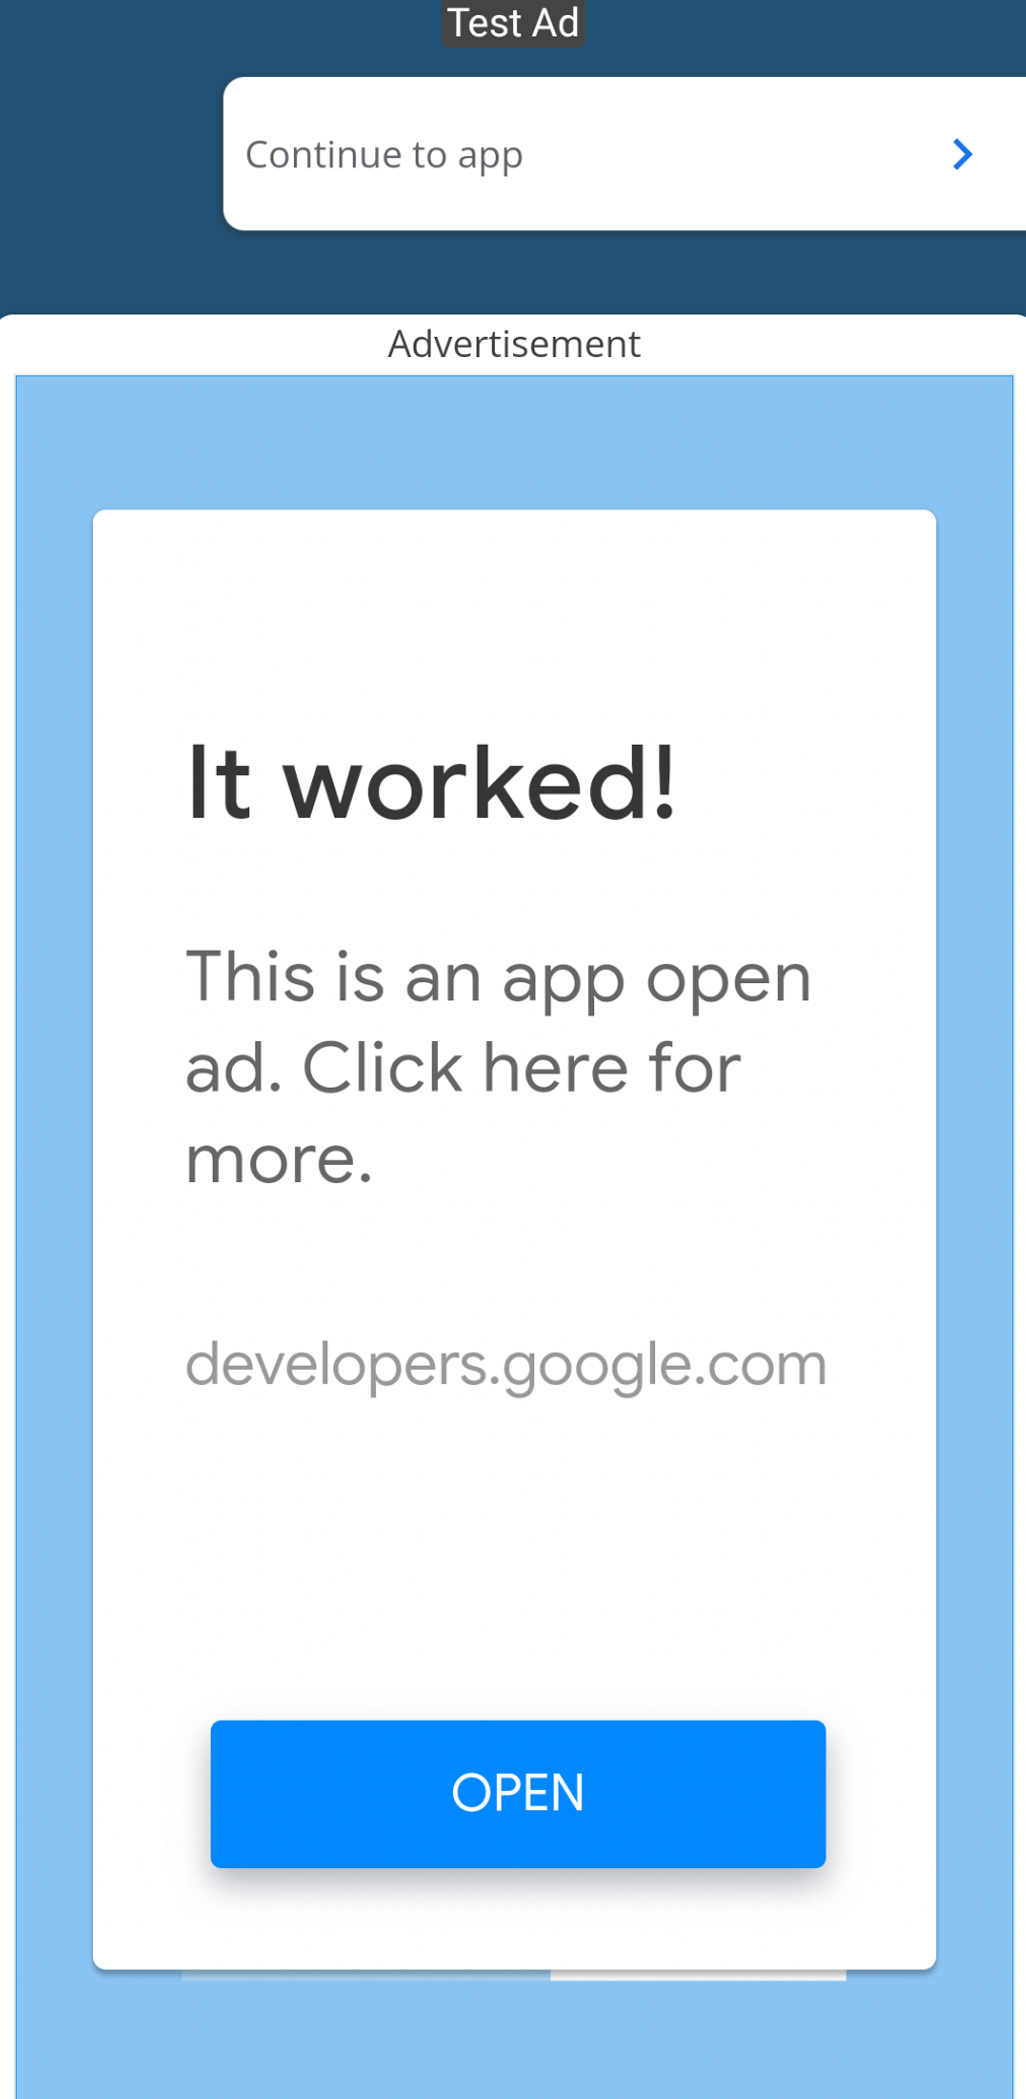 Test Ad
Continue to app
Advertisement
It worked!
This is an app open
ad. Click here for
more.
developers.google.com
OPEN